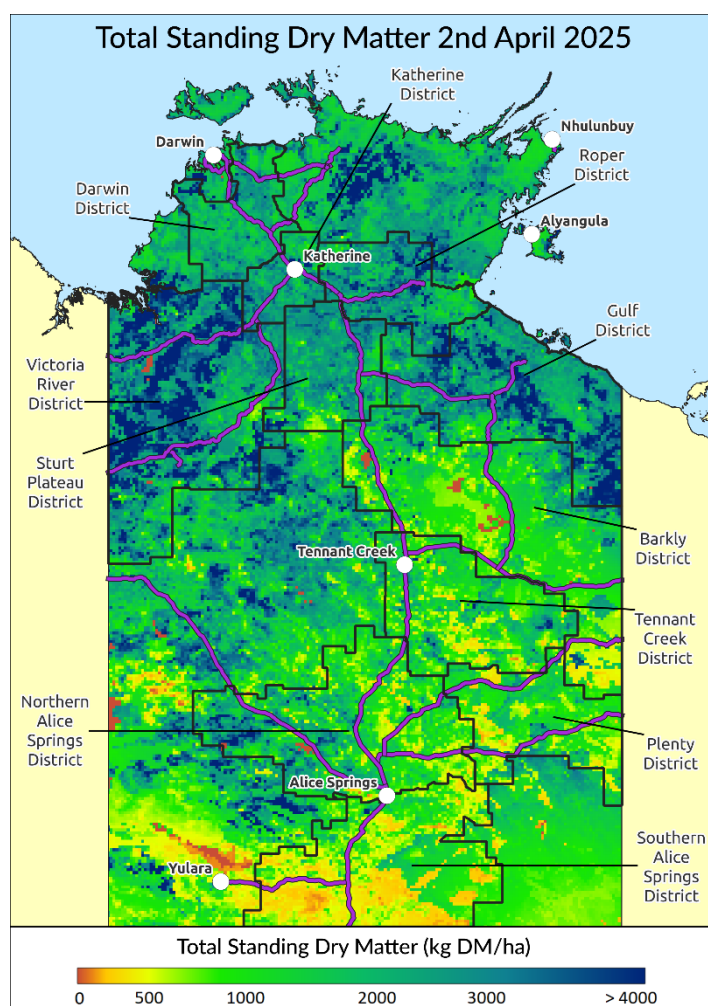 Total Standing Dry Matter 2nd April 2025
Katherine
District
Darwin
Nhulunbuy
Roper
District
Darwin
District
Alyangula
Katherine
Gulf
District
Victoria
River
District
Sturt
Plateau
District
Barkly
District
Tennant Creek
Tennant
Creek
District
Northern
Alice
Springs
District
Plenty
District
Alice Springs
Southern
Alice
Springs
District
Yulara
Total Standing Dry Matter (kg DM/ha)
0 500 1000 2000 3000 > 4000